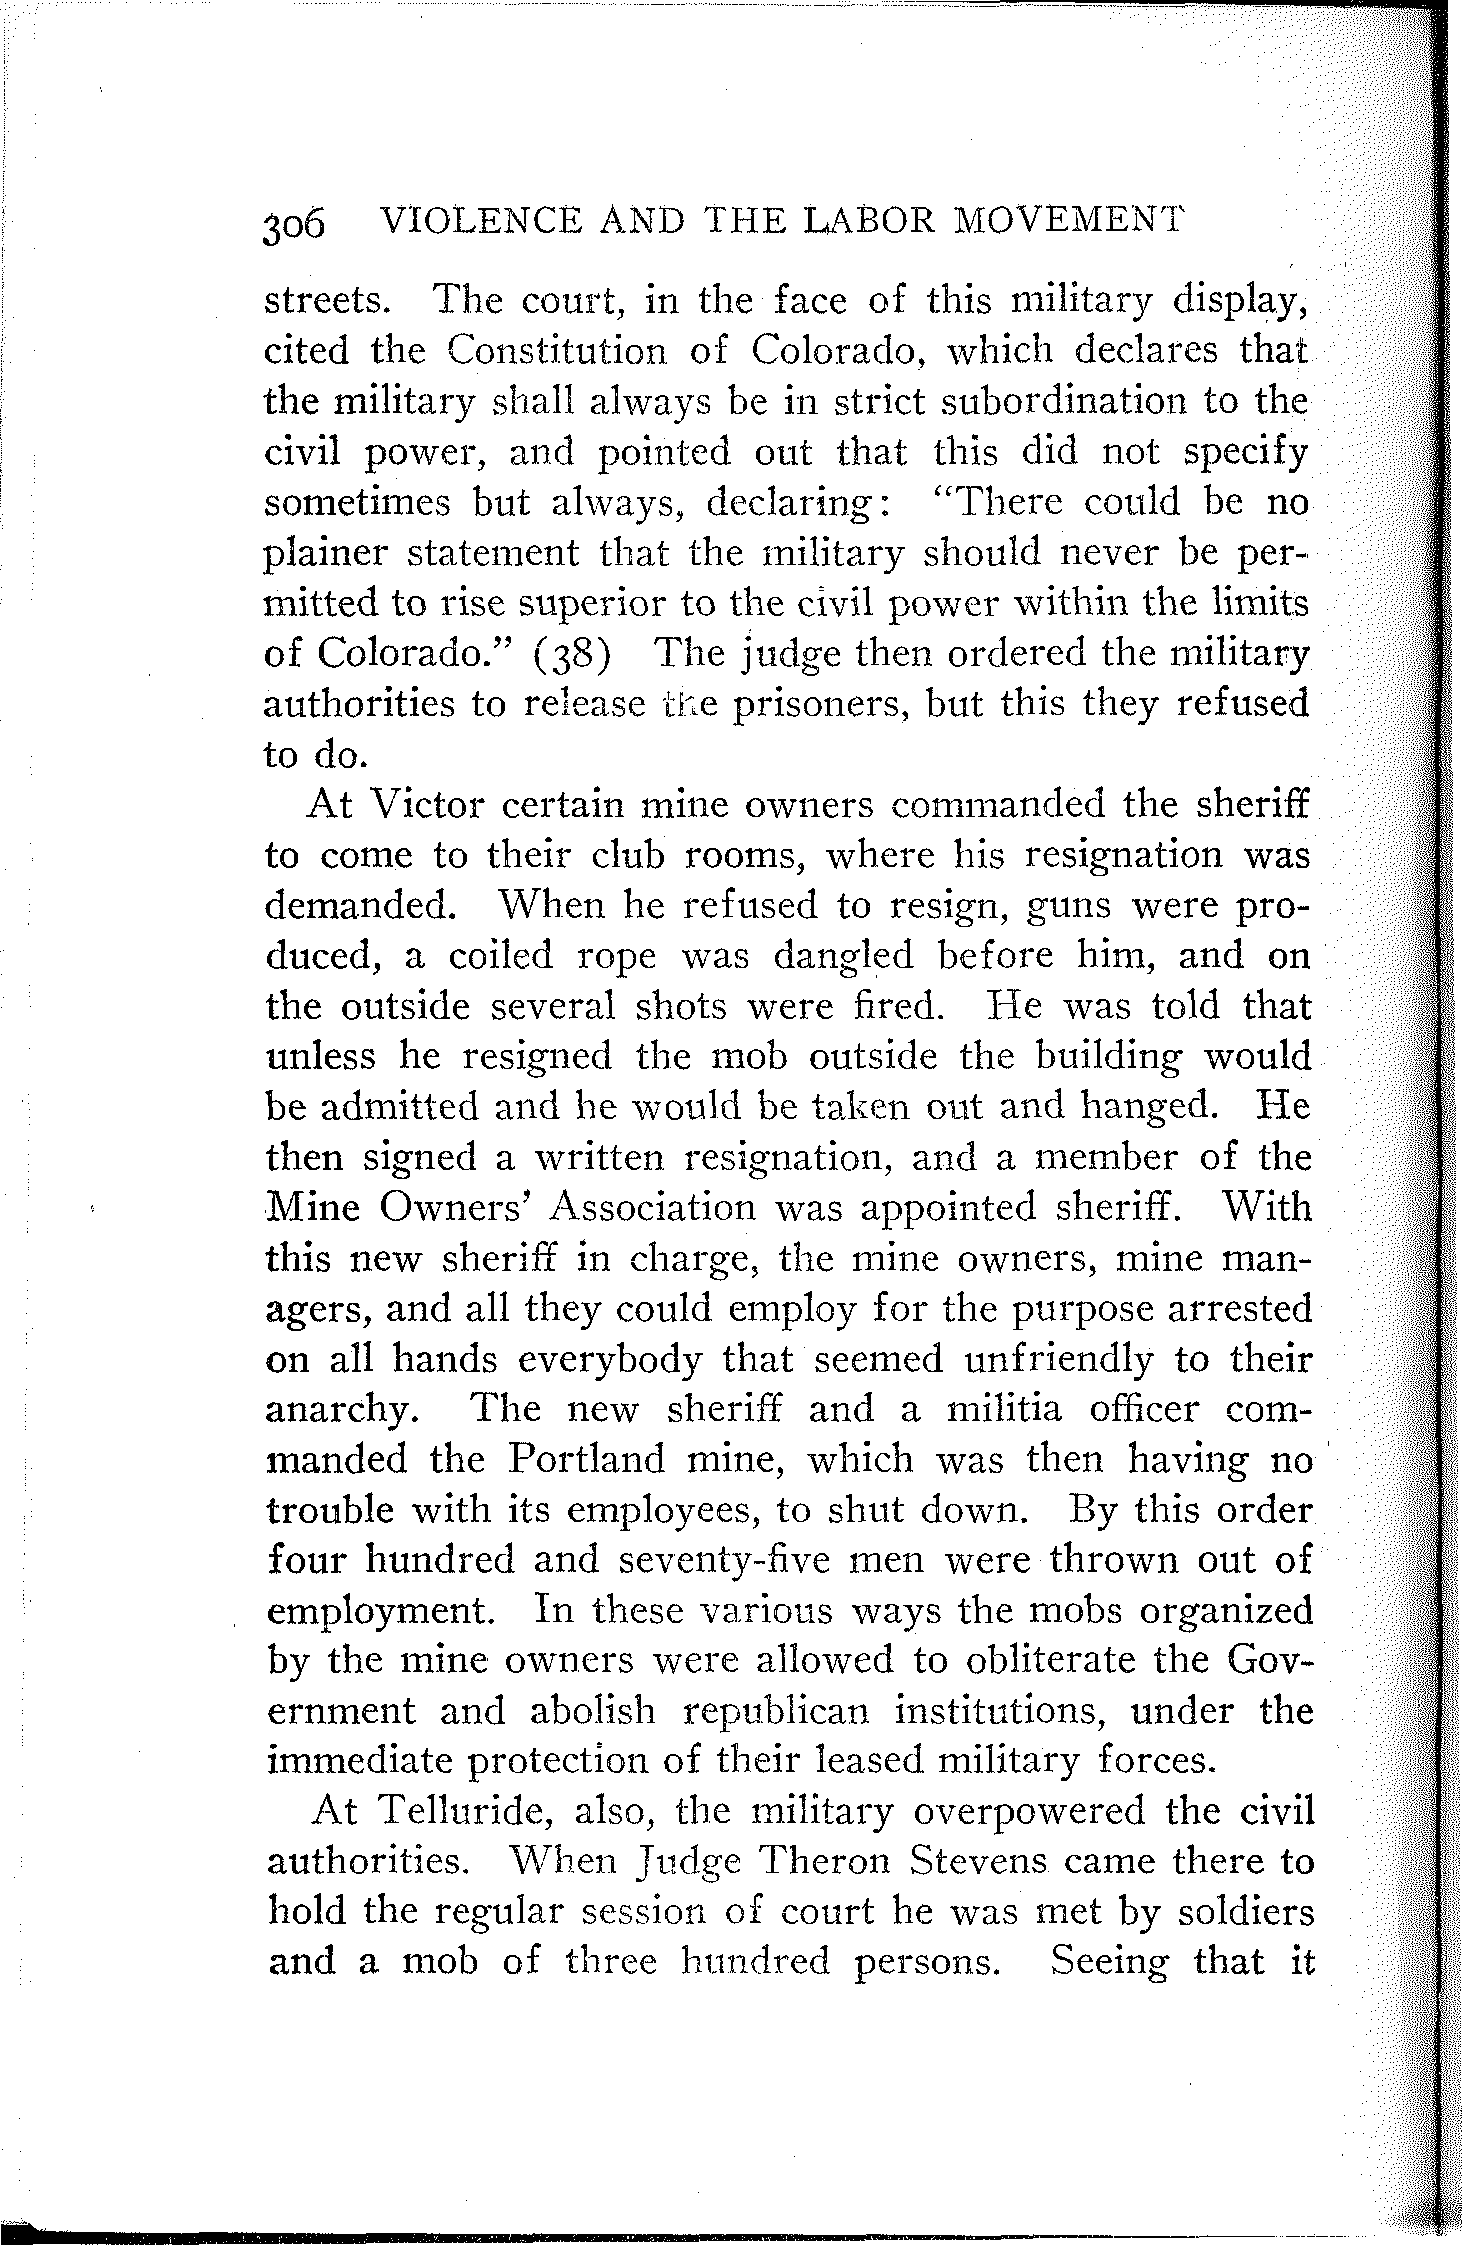 306 VIOLENCE AND THE LABOR MOVEMENT
streets. The court, in the face of this military display,
cited the Constitution of Colorado, which declares that
the military shall always be in strict subordination to the
civil power, and pointed out that this did not specify
sometimes but always, declaring: "There could be no
plainer statement that the military should never be per-
mitted to rise superior to the civil power within the limits
of Colorado." (38) The judge then ordered the military
authorities to release the prisoners, but this they refused
to do.
At Victor certain mine owners commanded the sheriff
to come to their club rooms, where his resignation was
demanded. When he refused to resign, guns were pro-
duced, a coiled rope was dangled before him, and on
the outside several shots were fired. He was told that
unless he resigned the mob outside the building would
be admitted and he would be taken out and hanged. He
then signed a written resignation, and a member of the
Mine Owners' Association was appointed sheriff. With
this new sheriff in charge, the mine owners, mine man-
agers, and all they could employ for the purpose arrested
on all hands everybody that seemed unfriendly to their
anarchy. The new sheriff and a militia officer com-
manded the Portland mine, which was then having no
trouble with its employees, to shut down. By this order
four hundred and seventy-five men were thrown out of
employment. In these various ways the mobs organized
by the mine owners were allowed to obliterate the Gov-
ernment and abolish republican institutions, under the
immediate protection of their leased military forces.
At Telluride, also, the military overpowered the civil
authorities. When Judge Theron Stevens came there to
hold the regular session of court he was met by soldiers
and a mob of three hundred persons. Seeing that it